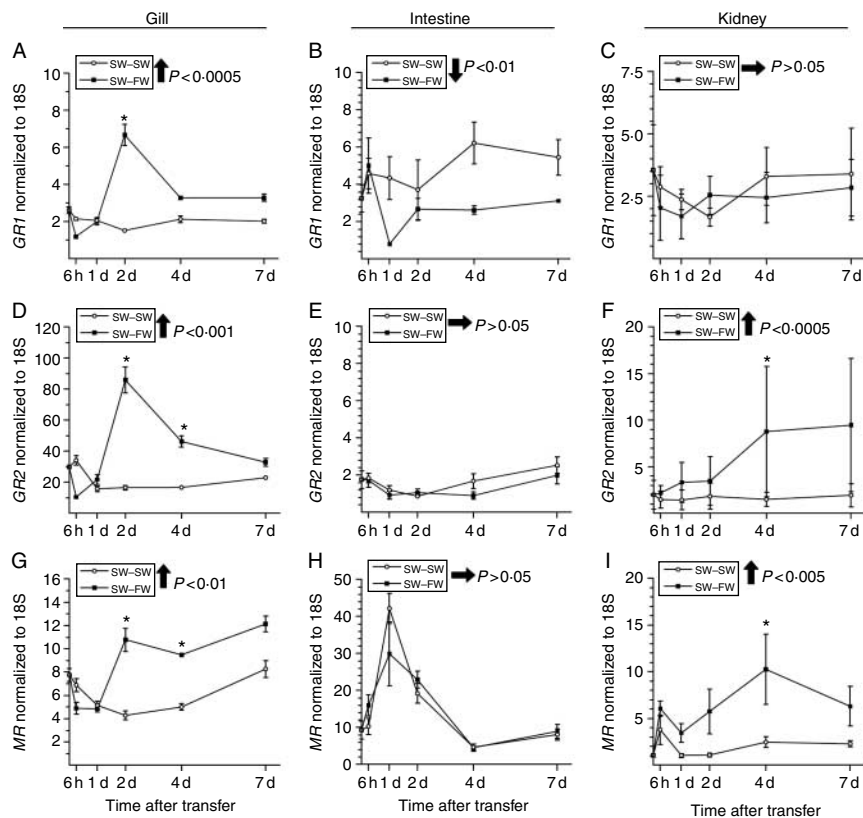 Gill
Intestine
Kidney
A
SW–SW
SW–FW
P<0·0005
*
10
8
6
4
2
GR1 normalized to 18S
6 h 1 d 2 d 4 d 7 d
B
SW–SW
SW–FW
P<0·01
10
8
6
4
2
GR1 normalized to 18S
6 h 1 d 2 d 4 d 7 d
C
SW–SW
SW–FW
P>0·05
7·5
5·0
2·5
GR1 normalized to 18S
6 h 1 d 2 d 4 d 7 d
D
SW–SW
SW–FW
P<0·001
*
*
120
100
80
60
40
20
GR2 normalized to 18S
6 h 1 d 2 d 4 d 7 d
E
SW–SW
SW–FW
P>0·05
10
8
6
4
2
GR2 normalized to 18S
6 h 1 d 2 d 4 d 7 d
F
SW–SW
SW–FW
P<0·0005
*
20
15
10
5
GR2 normalized to 18S
6 h 1 d 2 d 4 d 7 d
G
SW–SW
SW–FW
P<0·01
*
*
16
14
12
10
8
6
4
2
MR normalized to 18S
6 h 1 d 2 d 4 d 7 d
Time after transfer
H
SW–SW
SW–FW
P>0·05
50
40
30
20
10
0
MR normalized to 18S
6 h 1 d 2 d 4 d 7 d
Time after transfer
I
SW–SW
SW–FW
P<0·005
*
20
15
10
5
MR normalized to 18S
6 h 1 d 2 d 4 d 7 d
Time after transfer